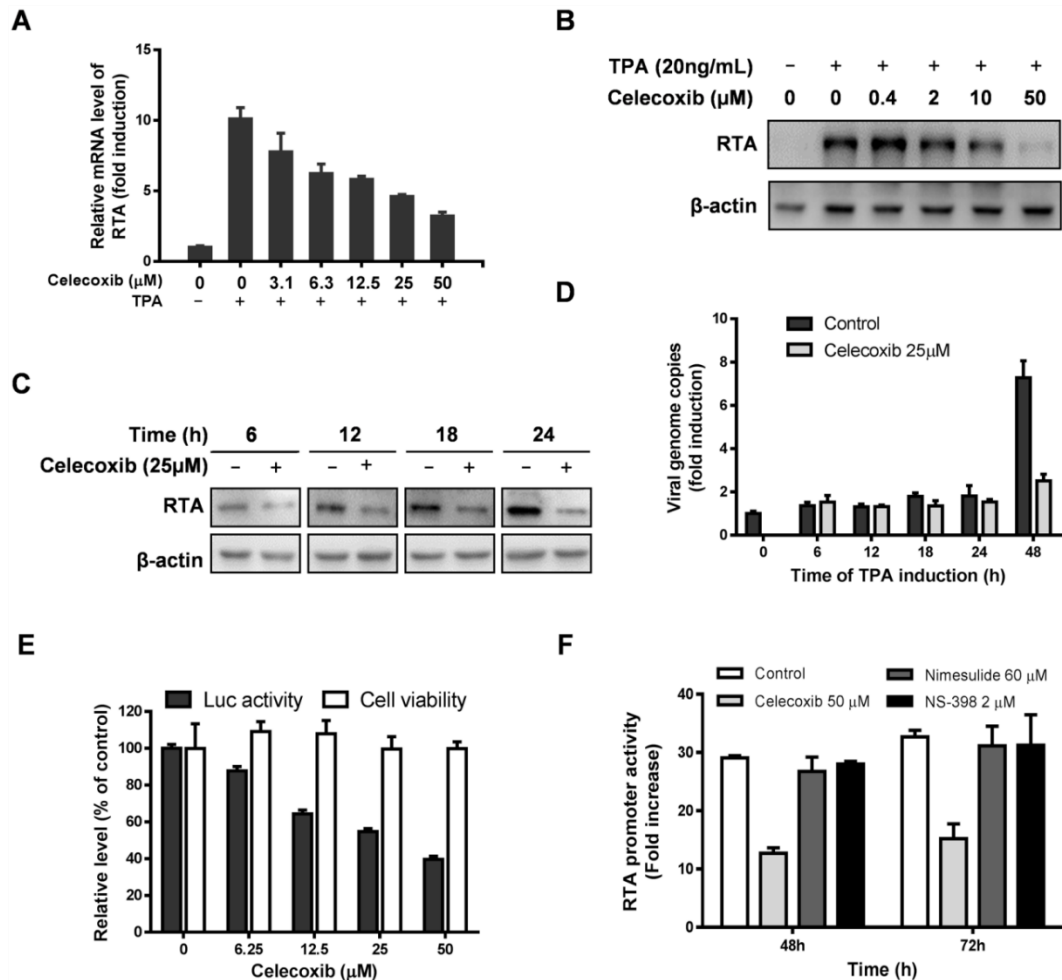 A
Relative mRNA level of
RTA (fold induction)
15
10
5
0
Celecoxib (μM) 0 0 3.1 6.3 12.5 25 50
TPA − + + + + + +
B
TPA (20ng/mL) − + + + + +
Celecoxib (μM) 0 0 0.4 2 10 50
RTA
β-actin
C
Time (h) 6 12 18 24
Celecoxib (25μM) − + − + − + − +
RTA
β-actin
D
Control
Celecoxib 25μM
Viral genome copies
(fold induction)
10
8
6
4
2
0
0 6 12 18 24 48
Time of TPA induction (h)
E
Luc activity Cell viability
Relative level (% of control)
120
100
80
60
40
20
0
0 6.25 12.5 25 50
Celecoxib (μM)
F
Control Nimesulide 60 μM
Celecoxib 50 μM NS-398 2 μM
RTA promoter activity
(Fold increase)
40
30
20
10
0
48h 72h
Time (h)